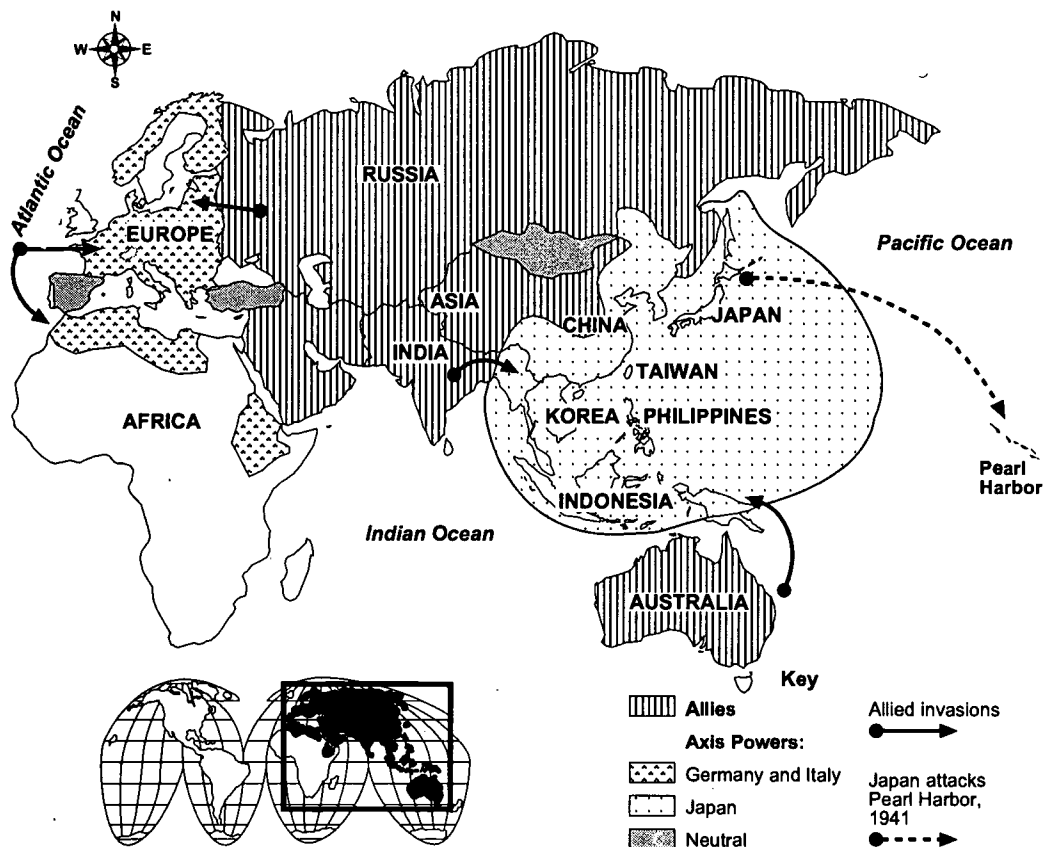 N
W
E
S
Atlantic Ocean
RUSSIA
EUROPE
Pacific Ocean
ASIA
CHINA
JAPAN
INDIA
TAIWAN
AFRICA
KOREA
PHILIPPINES
Pearl
Harbor
INDONESIA
Indian Ocean
AUSTRALIA
Key
Allies
Axis Powers:
Germany and Italy
Japan
Neutral
Allied invasions
Japan attacks
Pearl Harbor,
1941